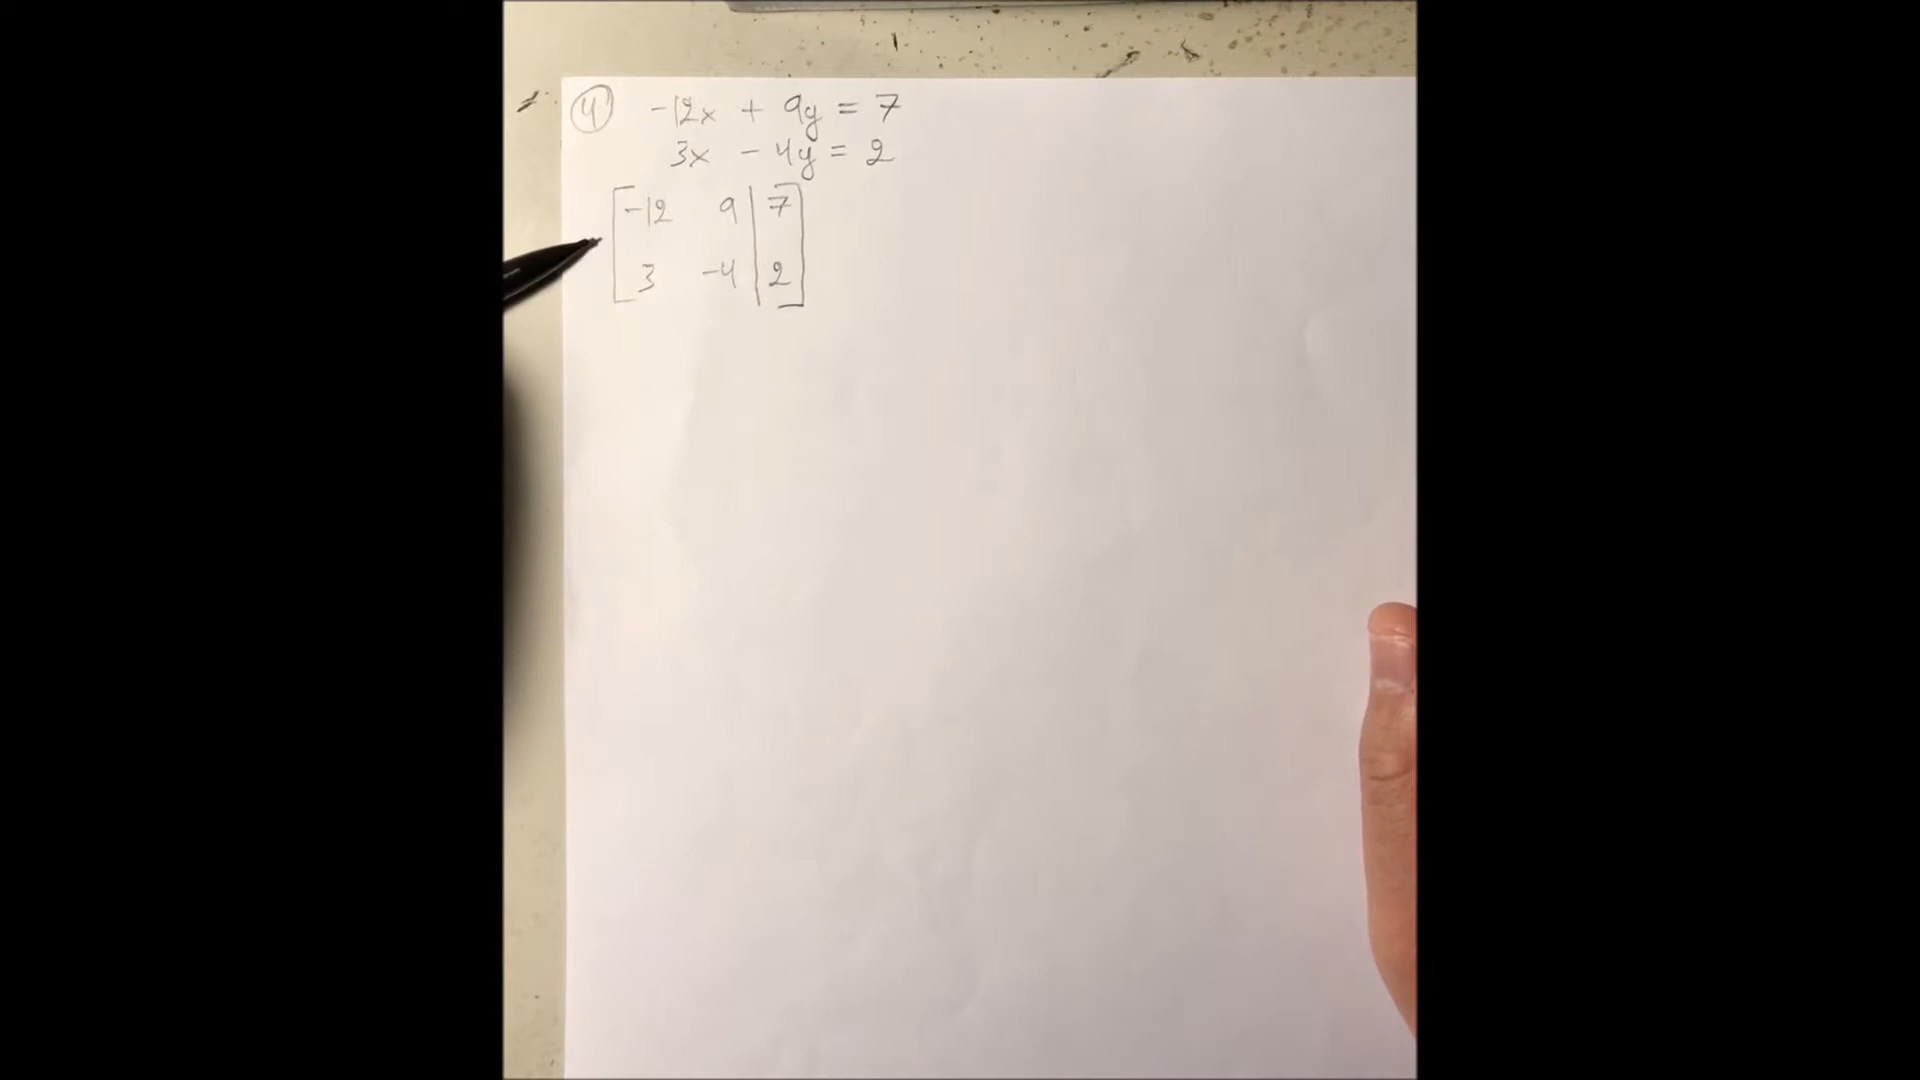 4 -12x + 9y = 7
3x - 4y = 2
-12 9 7
3 -4 2